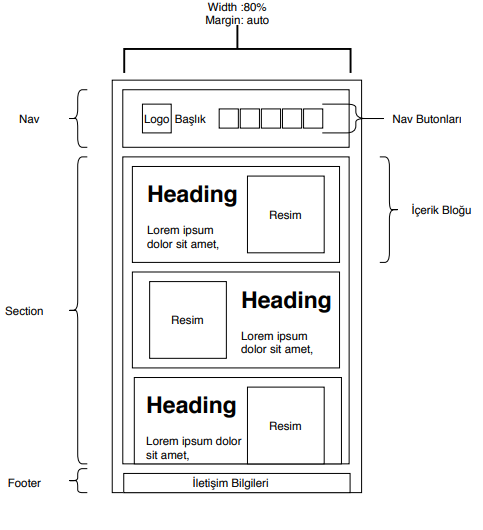 Width :80%
Margin: auto
Nav
Logo Başlık
Nav Butonları
Heading
Lorem ipsum
dolor sit amet,
Resim
İçerik Bloğu
Section
Resim
Heading
Lorem ipsum
dolor sit amet,
Heading
Lorem ipsum dolor
sit amet,
Resim
Footer
İletişim Bilgileri